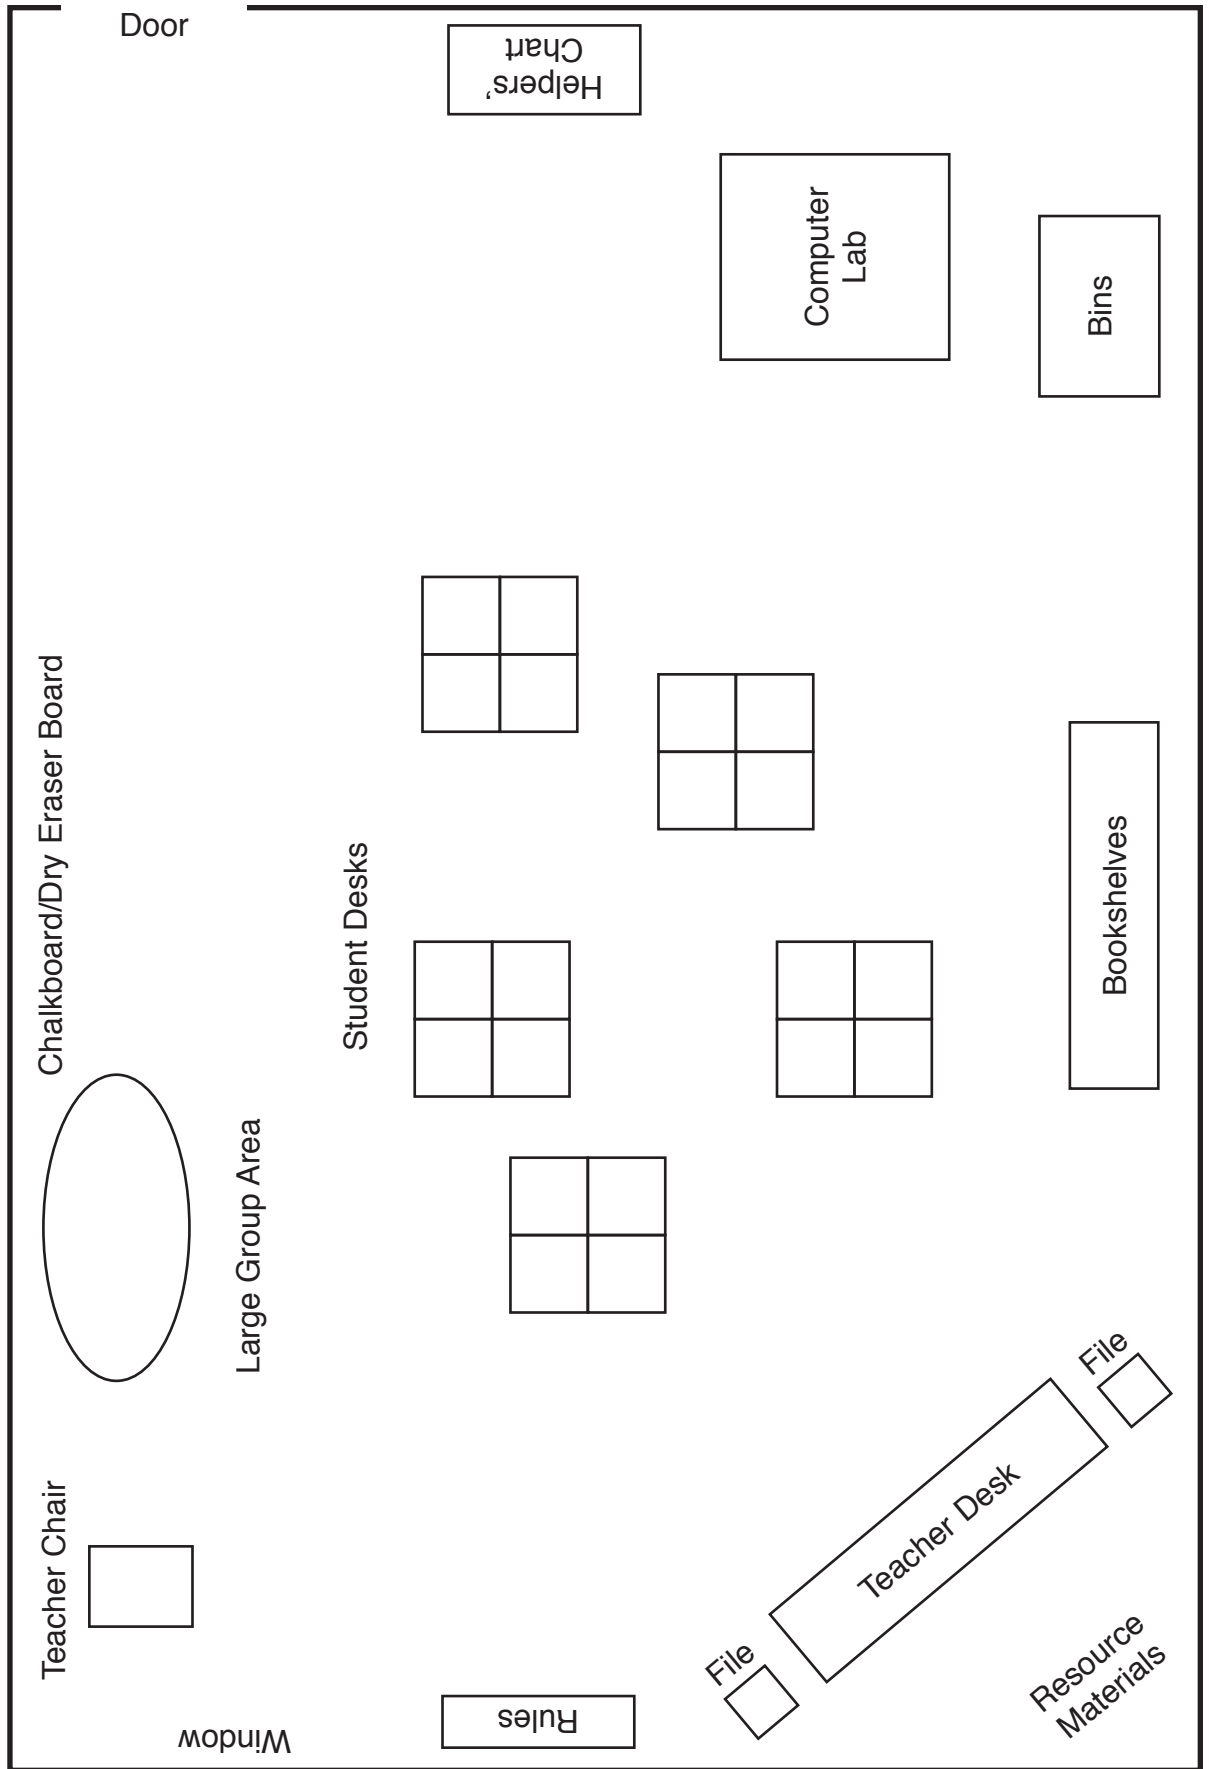 Door
Helpers’
Chart
Computer
Lab
Bins
Chalkboard/Dry Eraser Board
Student Desks
Bookshelves
Large Group Area
File
Teacher Desk
Teacher Chair
File
Resource
Materials
Rules
Window